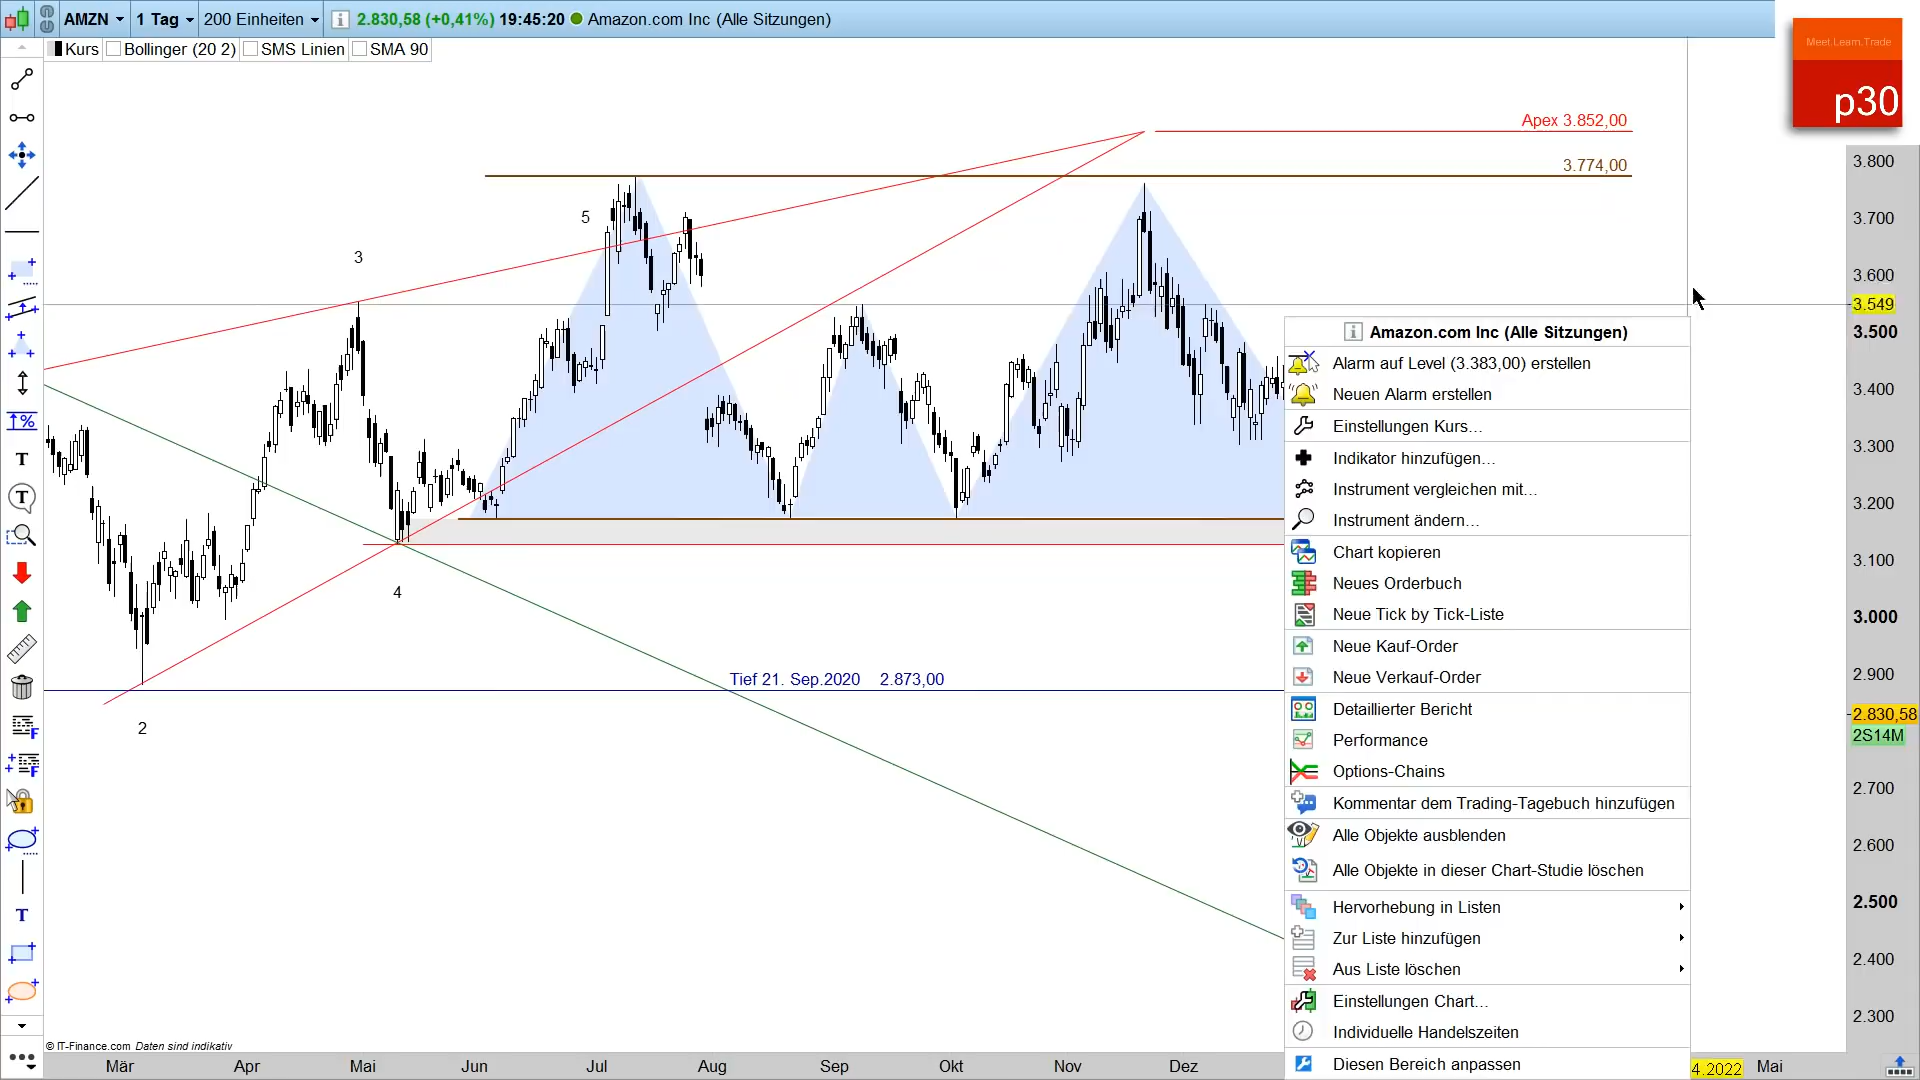 AMZN 1 Tag 200 Einheiten 2.830,58 (+0,41%) 19:45:20 Amazon.com Inc (Alle Sitzungen)
Kurs Bollinger (20 2) SMS Linien SMA 90
Meet.Learn.Trade
p30
Apex 3.852,00
3.774,00
5
3
4
2
Tief 21. Sep.2020 2.873,00
3.800
3.700
3.600
3.549
3.500
3.400
3.300
3.200
3.100
3.000
2.900
2.830,58
2S14M
2.700
2.600
2.500
2.400
2.300
Amazon.com Inc (Alle Sitzungen)
Alarm auf Level (3.383,00) erstellen
Neuen Alarm erstellen
Einstellungen Kurs...
Indikator hinzufügen...
Instrument vergleichen mit...
Instrument ändern...
Chart kopieren
Neues Orderbuch
Neue Tick by Tick-Liste
Neue Kauf-Order
Neue Verkauf-Order
Detaillierter Bericht
Performance
Options-Chains
Kommentar dem Trading-Tagebuch hinzufügen
Alle Objekte ausblenden
Alle Objekte in dieser Chart-Studie löschen
Hervorhebung in Listen
Zur Liste hinzufügen
Aus Liste löschen
Einstellungen Chart...
Individuelle Handelszeiten
Diesen Bereich anpassen
© IT-Finance.com Daten sind indikativ
Mär Apr Mai Jun Jul Aug Sep Okt Nov Dez 4.2022 Mai